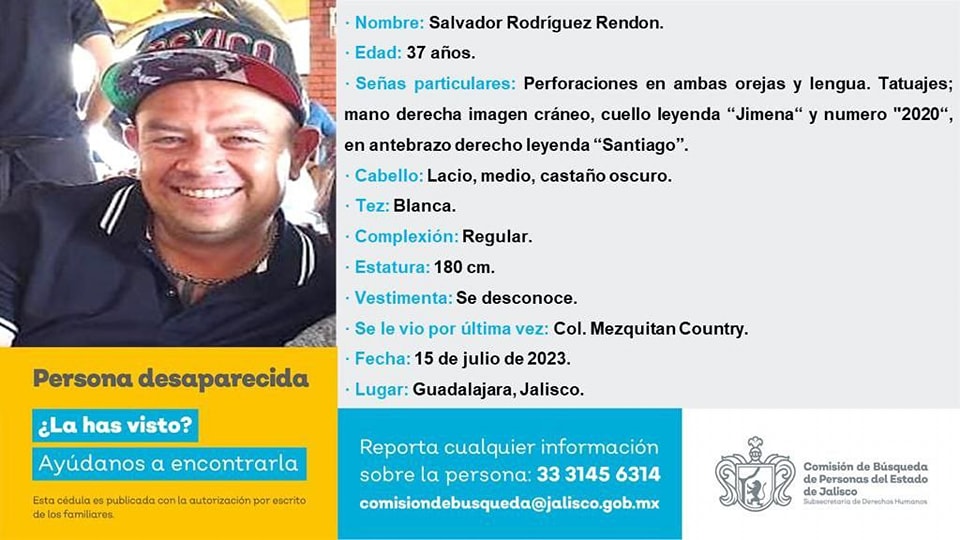 MEXICO
· Nombre: Salvador Rodríguez Rendon.
· Edad: 37 años.
· Señas particulares: Perforaciones en ambas orejas y lengua. Tatuajes;
mano derecha imagen cráneo, cuello leyenda “Jimena“ y numero "2020“,
en antebrazo derecho leyenda “Santiago”.
· Cabello: Lacio, medio, castaño oscuro.
· Tez: Blanca.
· Complexión: Regular.
· Estatura: 180 cm.
· Vestimenta: Se desconoce.
· Se le vio por última vez: Col. Mezquitan Country.
· Fecha: 15 de julio de 2023.
· Lugar: Guadalajara, Jalisco.
Persona desaparecida
¿La has visto?
Ayúdanos a encontrarla
Esta cédula es publicada con la autorización por escrito
de los familiares.
Reporta cualquier información
sobre la persona: 33 3145 6314
comisiondebusqueda@jalisco.gob.mx
Comisión de Búsqueda
de Personas del Estado
de Jalisco
Subsecretaría de Derechos Humanos